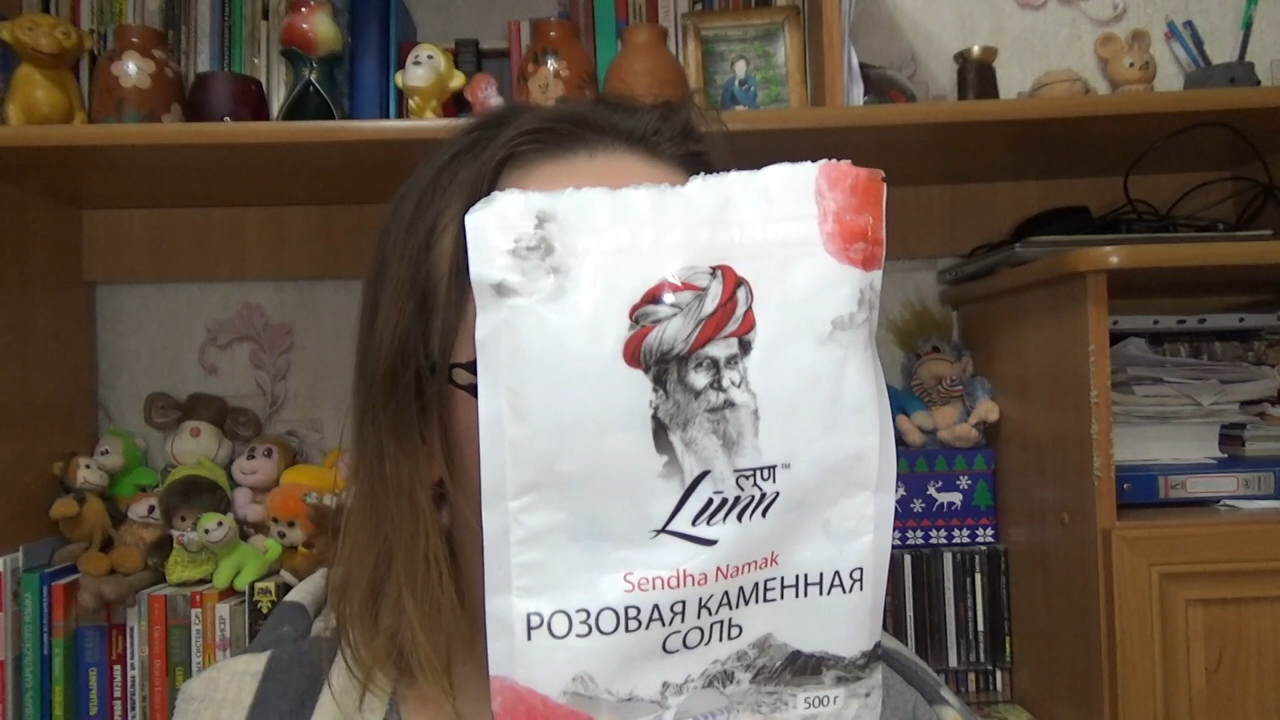 लूण™
Lūnn
Sendha Namak
РОЗОВАЯ КАМЕННАЯ
СОЛЬ
500 г